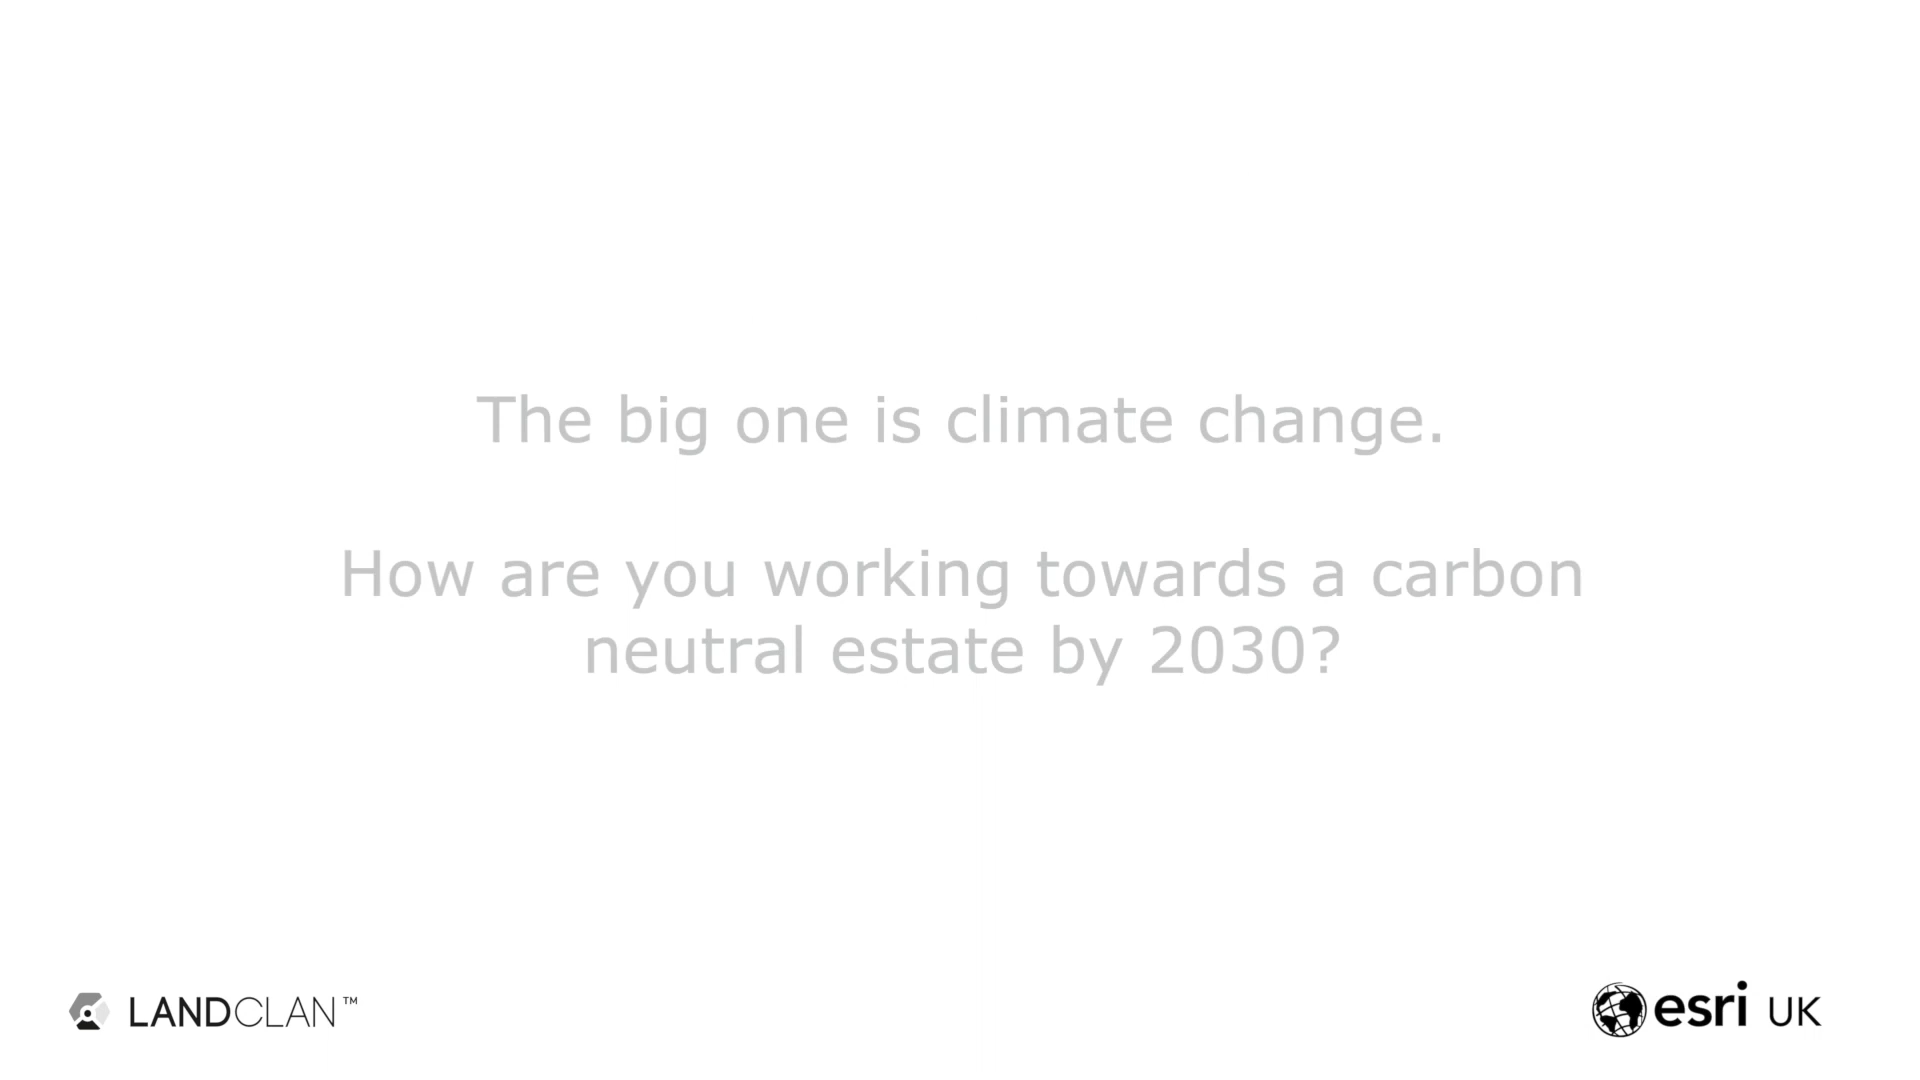 The big one is climate change.
How are you working towards a carbon
neutral estate by 2030?
LANDCLAN™
esri UK